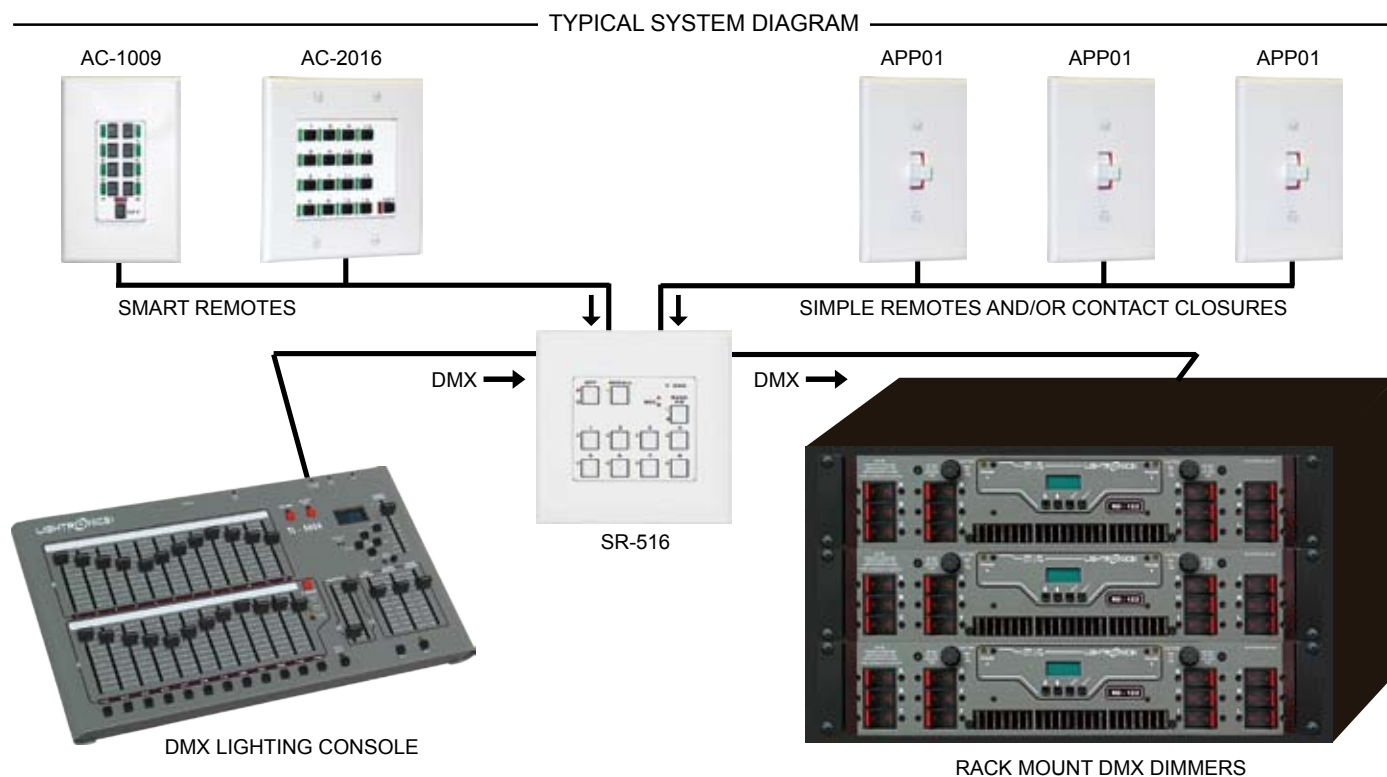 TYPICAL SYSTEM DIAGRAM
AC-1009
AC-2016
APP01
APP01
APP01
SMART REMOTES
SIMPLE REMOTES AND/OR CONTACT CLOSURES
DMX
DMX
SR-516
LIGHTRONICS
DMX LIGHTING CONSOLE
RACK MOUNT DMX DIMMERS